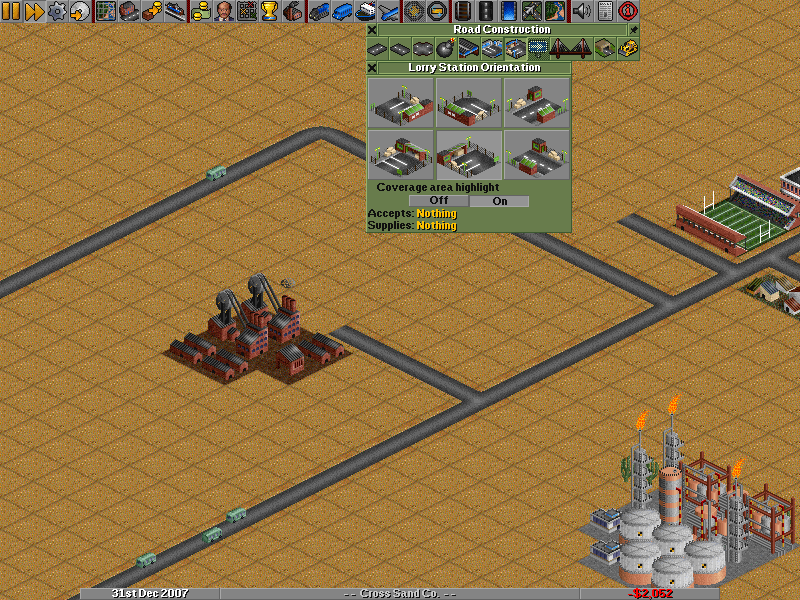 Road Construction
Lorry Station Orientation
Coverage area highlight
Off On
Accepts: Nothing
Supplies: Nothing
31st Dec 2007 -- Cross Sand Co. -- -$2,052